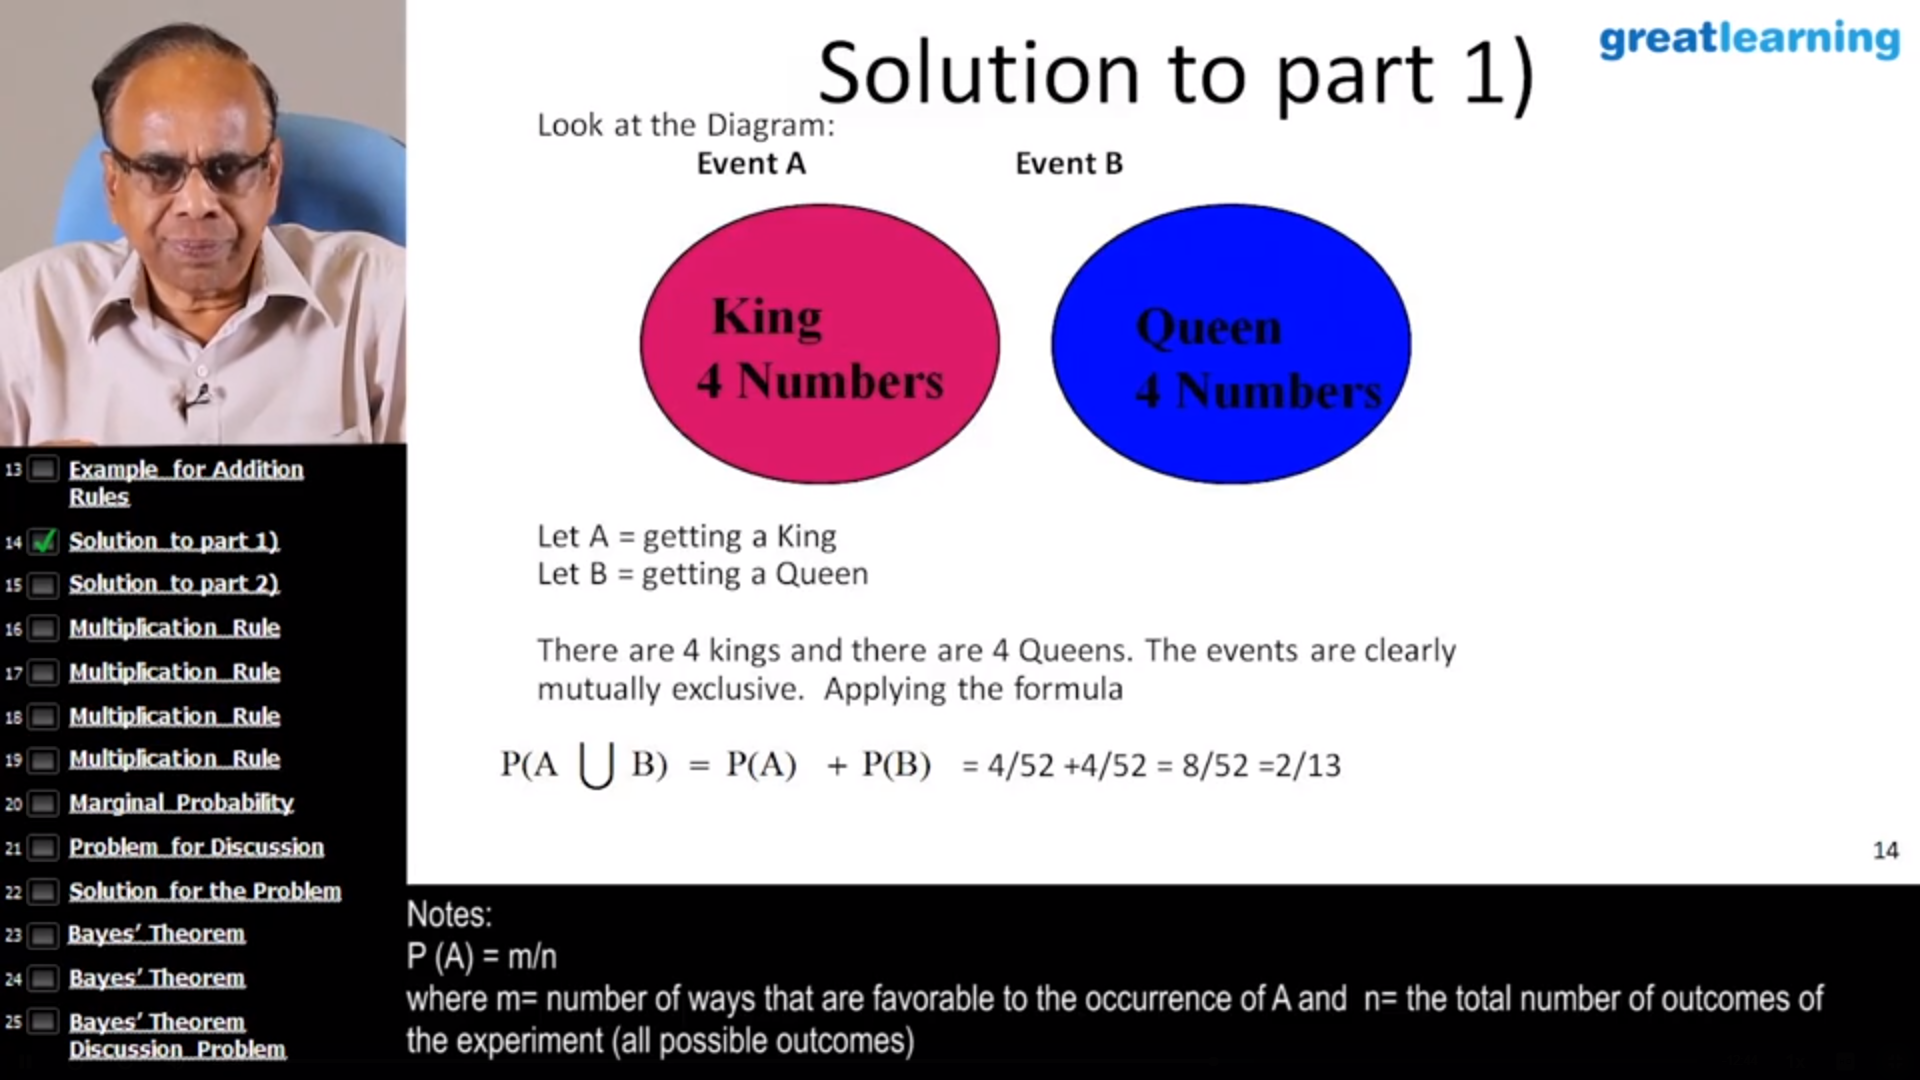 greatlearning
Solution to part 1)
Look at the Diagram:
Event A
Event B
King
4 Numbers
Queen
4 Numbers
Let A = getting a King
Let B = getting a Queen
There are 4 kings and there are 4 Queens. The events are clearly
mutually exclusive. Applying the formula
P(A ⋃ B) = P(A) + P(B) = 4/52 +4/52 = 8/52 =2/13
14
13 Example for Addition
Rules
14 Solution to part 1)
15 Solution to part 2)
16 Multiplication Rule
17 Multiplication Rule
18 Multiplication Rule
19 Multiplication Rule
20 Marginal Probability
21 Problem for Discussion
22 Solution for the Problem
23 Bayes’ Theorem
24 Bayes’ Theorem
25 Bayes’ Theorem
Discussion Problem
Notes:
P (A) = m/n
where m= number of ways that are favorable to the occurrence of A and n= the total number of outcomes of
the experiment (all possible outcomes)